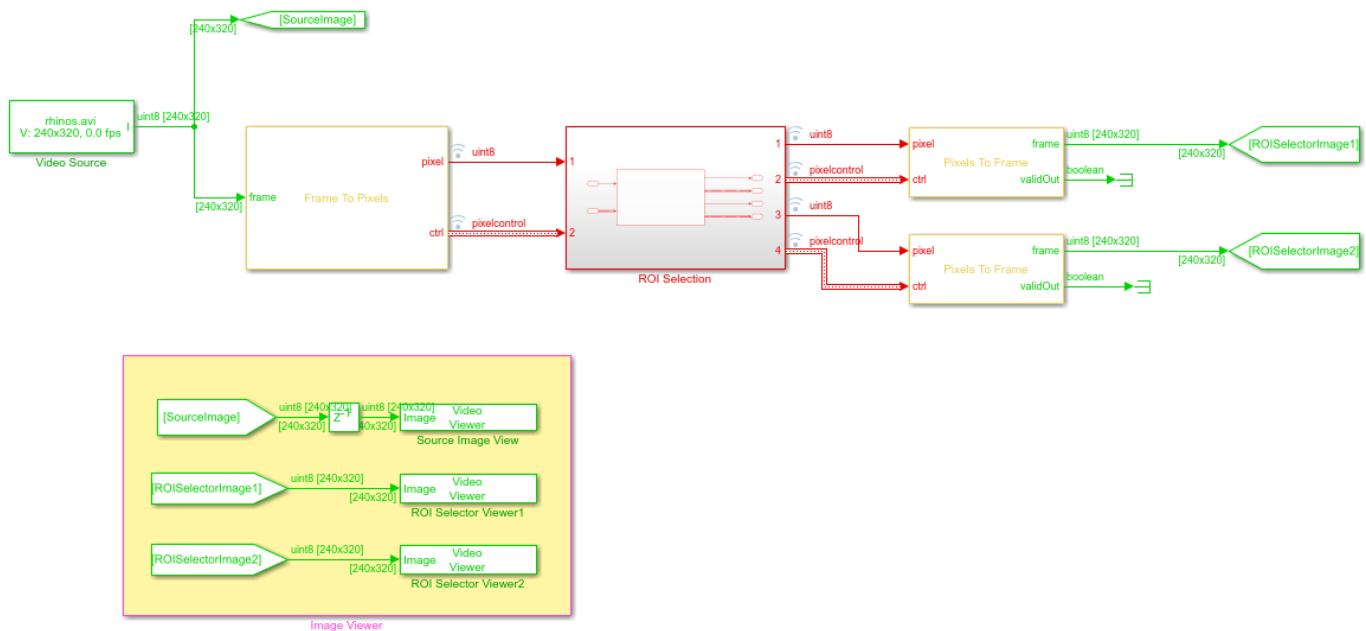 [SourceImage]
[240x320]
rhinos.avi
V: 240x320, 0.0 fps
I
uint8 [240x320]
Video Source
[240x320]
frame
Frame To Pixels
pixel
ctrl
uint8
pixelcontrol
1
2
1
2
3
4
ROI Selection
uint8
pixelcontrol
uint8
pixelcontrol
pixel
ctrl
Pixels To Frame
frame
validOut
uint8 [240x320]
[240x320]
boolean
[ROISelectorImage1]
pixel
ctrl
Pixels To Frame
frame
validOut
uint8 [240x320]
[240x320]
boolean
[ROISelectorImage2]
[SourceImage]
uint8 [240x320]
[240x320]
Z-1
uint8 [240x320]
[240x320]
Image
Video
Viewer
Source Image View
[ROISelectorImage1]
uint8 [240x320]
[240x320]
Image
Video
Viewer
ROI Selector Viewer1
[ROISelectorImage2]
uint8 [240x320]
[240x320]
Image
Video
Viewer
ROI Selector Viewer2
Image Viewer